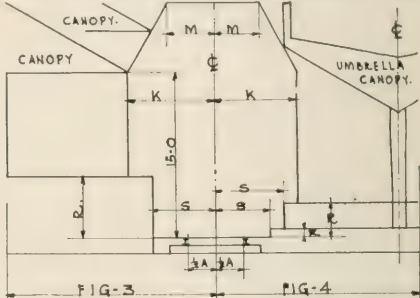 CANOPY.
CANOPY
M M
℄
℄
UMBRELLA
CANOPY.
K K
15-0
S
S S
R
R
R
½A ½A
FIG-3 FIG-4